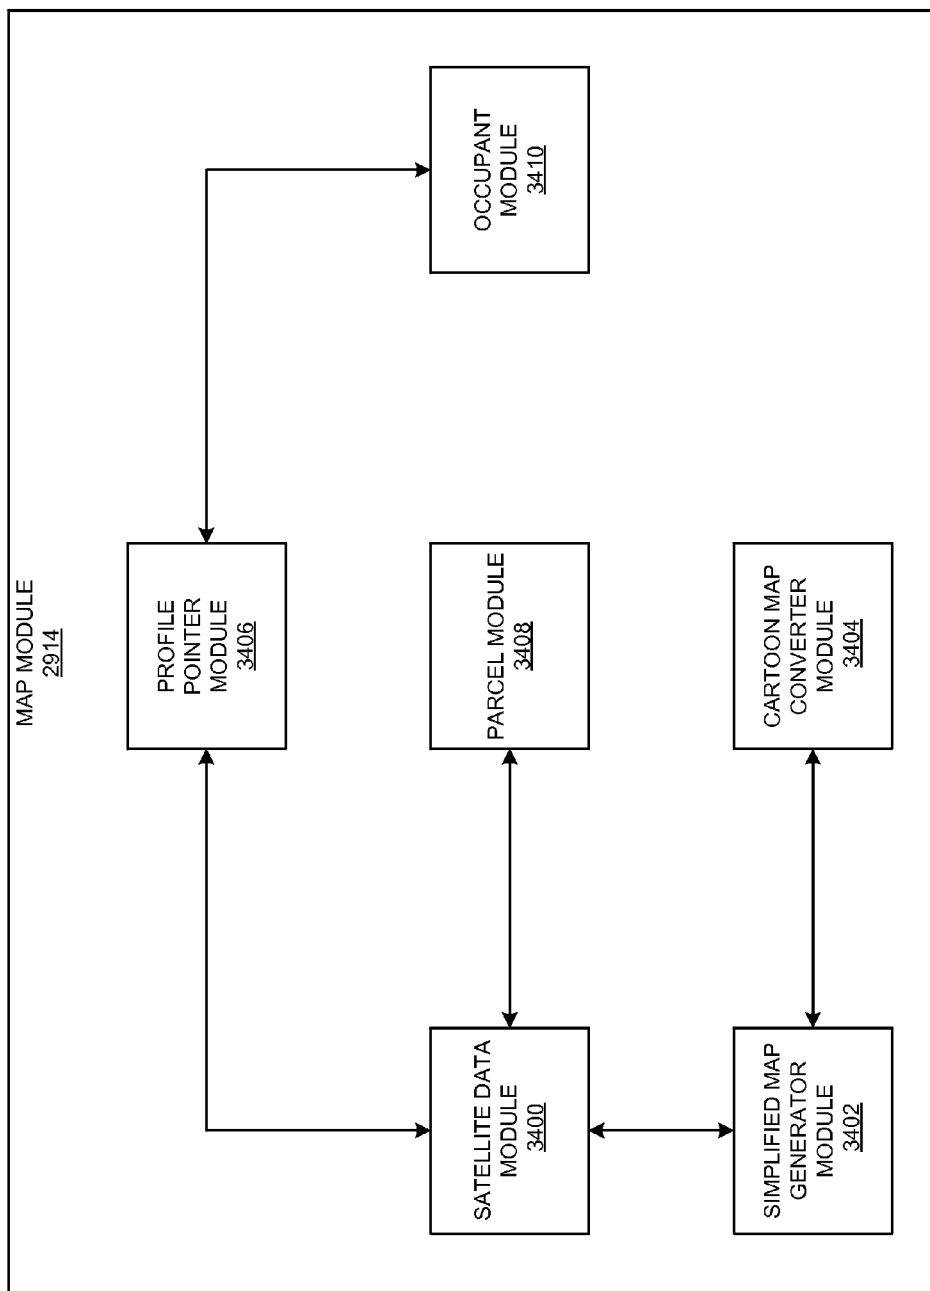 MAP MODULE
2914
SATELLITE DATA
MODULE
3400
SIMPLIFIED MAP
GENERATOR
MODULE
3402
PROFILE
POINTER
MODULE
3406
PARCEL MODULE
3408
CARTOON MAP
CONVERTER
MODULE
3404
OCCUPANT
MODULE
3410